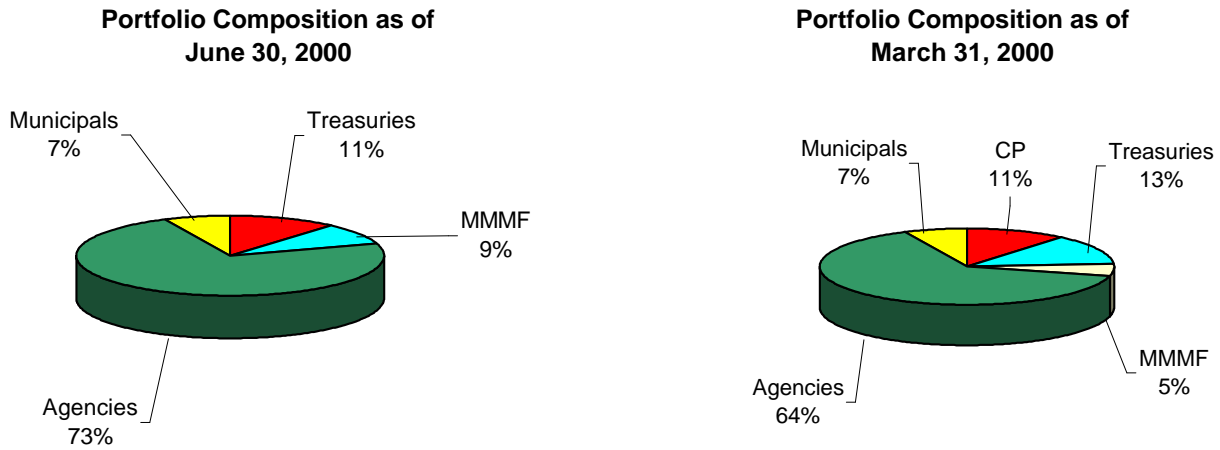 Portfolio Composition as of
June 30, 2000
Municipals
7%
Treasuries
11%
MMMF
9%
Agencies
73%
Portfolio Composition as of
March 31, 2000
Municipals
7%
CP
11%
Treasuries
13%
MMMF
5%
Agencies
64%